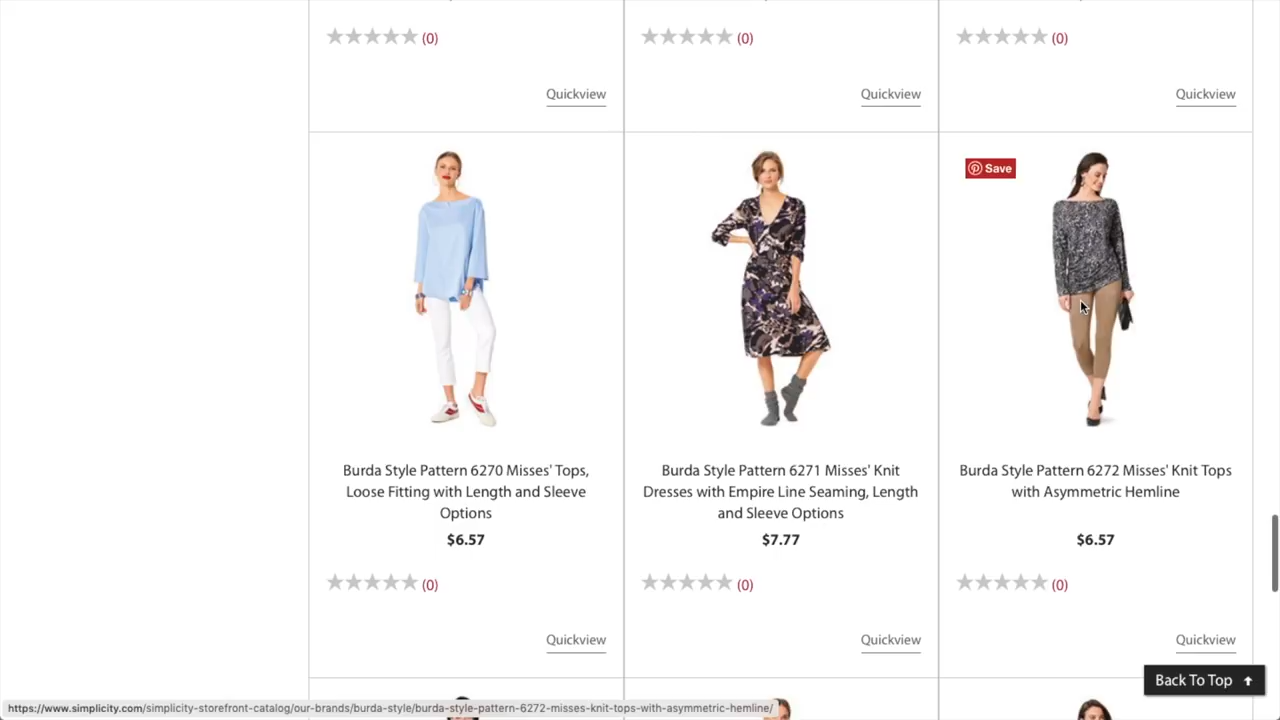 (0)
(0)
(0)
Quickview
Quickview
Quickview
Save
Burda Style Pattern 6270 Misses' Tops,
Loose Fitting with Length and Sleeve
Options
$6.57
(0)
Quickview
Burda Style Pattern 6271 Misses' Knit
Dresses with Empire Line Seaming, Length
and Sleeve Options
$7.77
(0)
Quickview
Burda Style Pattern 6272 Misses' Knit Tops
with Asymmetric Hemline
$6.57
(0)
Quickview
Back To Top
https://www.simplicity.com/simplicity-storefront-catalog/our-brands/burda-style/burda-style-pattern-6272-misses-knit-tops-with-asymmetric-hemline/